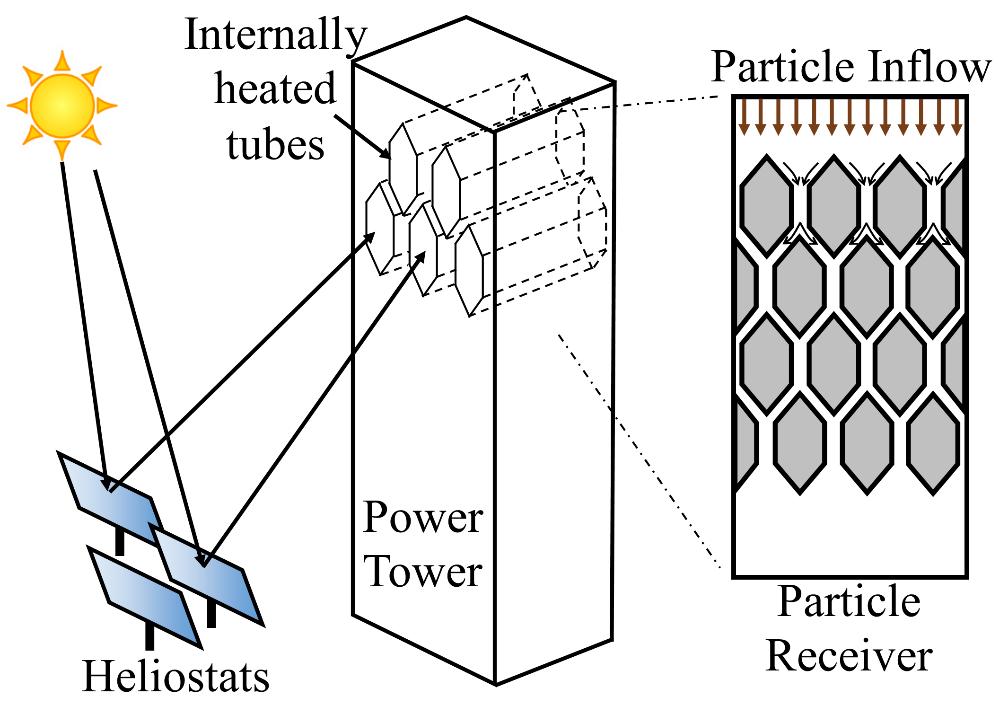 Internally
heated
tubes
Particle Inflow
Power
Tower
Particle
Receiver
Heliostats